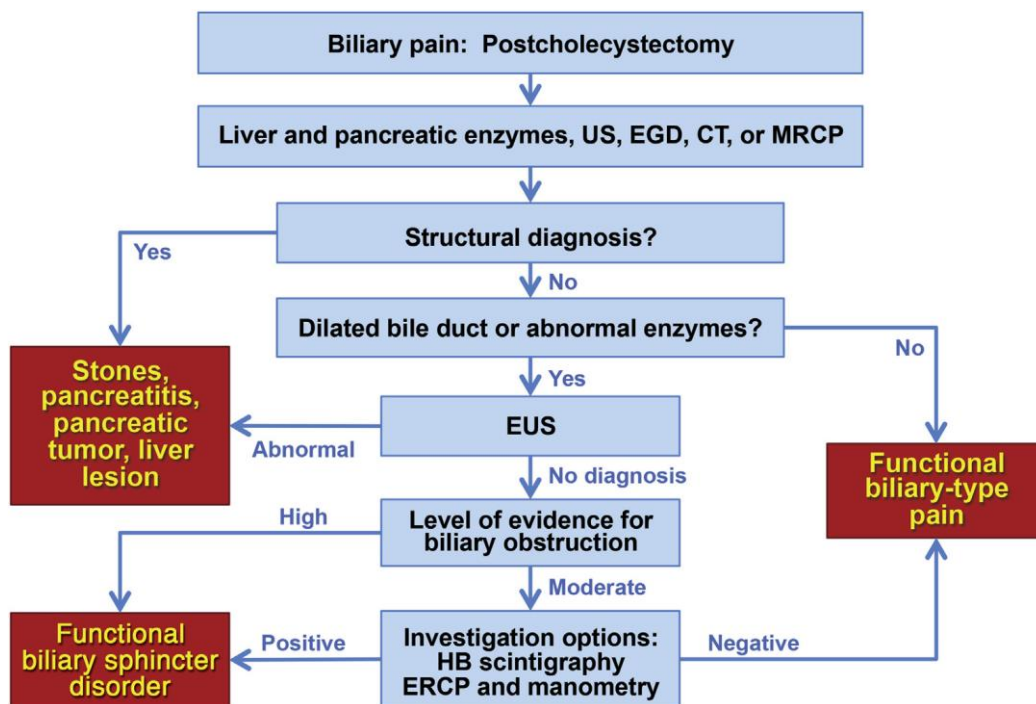 Biliary pain: Postcholecystectomy
Liver and pancreatic enzymes, US, EGD, CT, or MRCP
Structural diagnosis?
Yes
No
Dilated bile duct or abnormal enzymes?
No
Yes
Stones,
pancreatitis,
pancreatic
tumor, liver
lesion
EUS
Abnormal
No diagnosis
Functional
biliary-type
pain
High
Level of evidence for
biliary obstruction
Moderate
Functional
biliary sphincter
disorder
Positive
Investigation options:
HB scintigraphy
ERCP and manometry
Negative